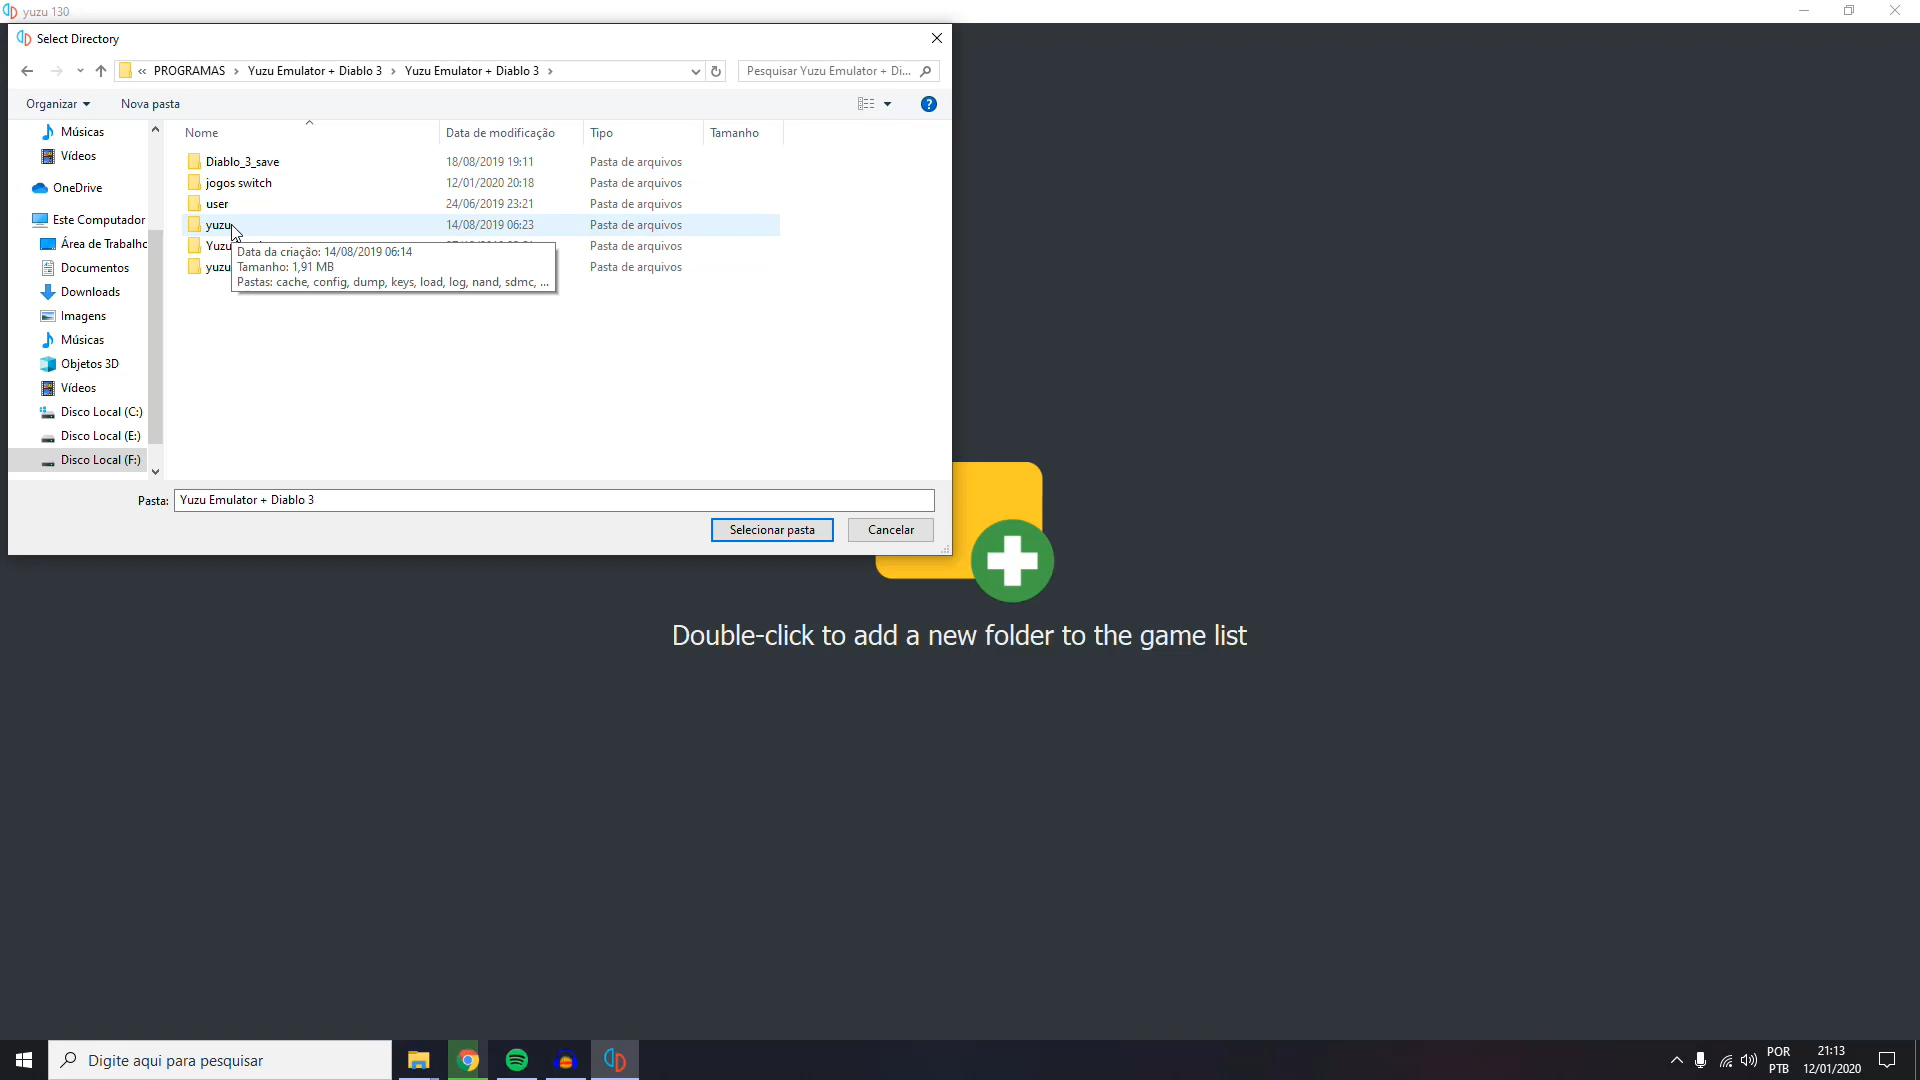 yuzu 130
Select Directory
« PROGRAMAS > Yuzu Emulator + Diablo 3 > Yuzu Emulator + Diablo 3 >
Pesquisar Yuzu Emulator + Di...
Organizar
Nova pasta
?
Músicas
Vídeos
OneDrive
Este Computador
Área de Trabalho
Documentos
Downloads
Imagens
Músicas
Objetos 3D
Vídeos
Disco Local (C:)
Disco Local (E:)
Disco Local (F:)
Nome Data de modificação Tipo Tamanho
Diablo_3_save 18/08/2019 19:11 Pasta de arquivos
jogos switch 12/01/2020 20:18 Pasta de arquivos
user 24/06/2019 23:21 Pasta de arquivos
yuzu 14/08/2019 06:23 Pasta de arquivos
Yuzu Pasta de arquivos
yuzu Pasta de arquivos
Data da criação: 14/08/2019 06:14
Tamanho: 1,91 MB
Pastas: cache, config, dump, keys, load, log, nand, sdmc, ...
Pasta: Yuzu Emulator + Diablo 3
Selecionar pasta
Cancelar
Double-click to add a new folder to the game list
Digite aqui para pesquisar
POR
PTB
21:13
12/01/2020